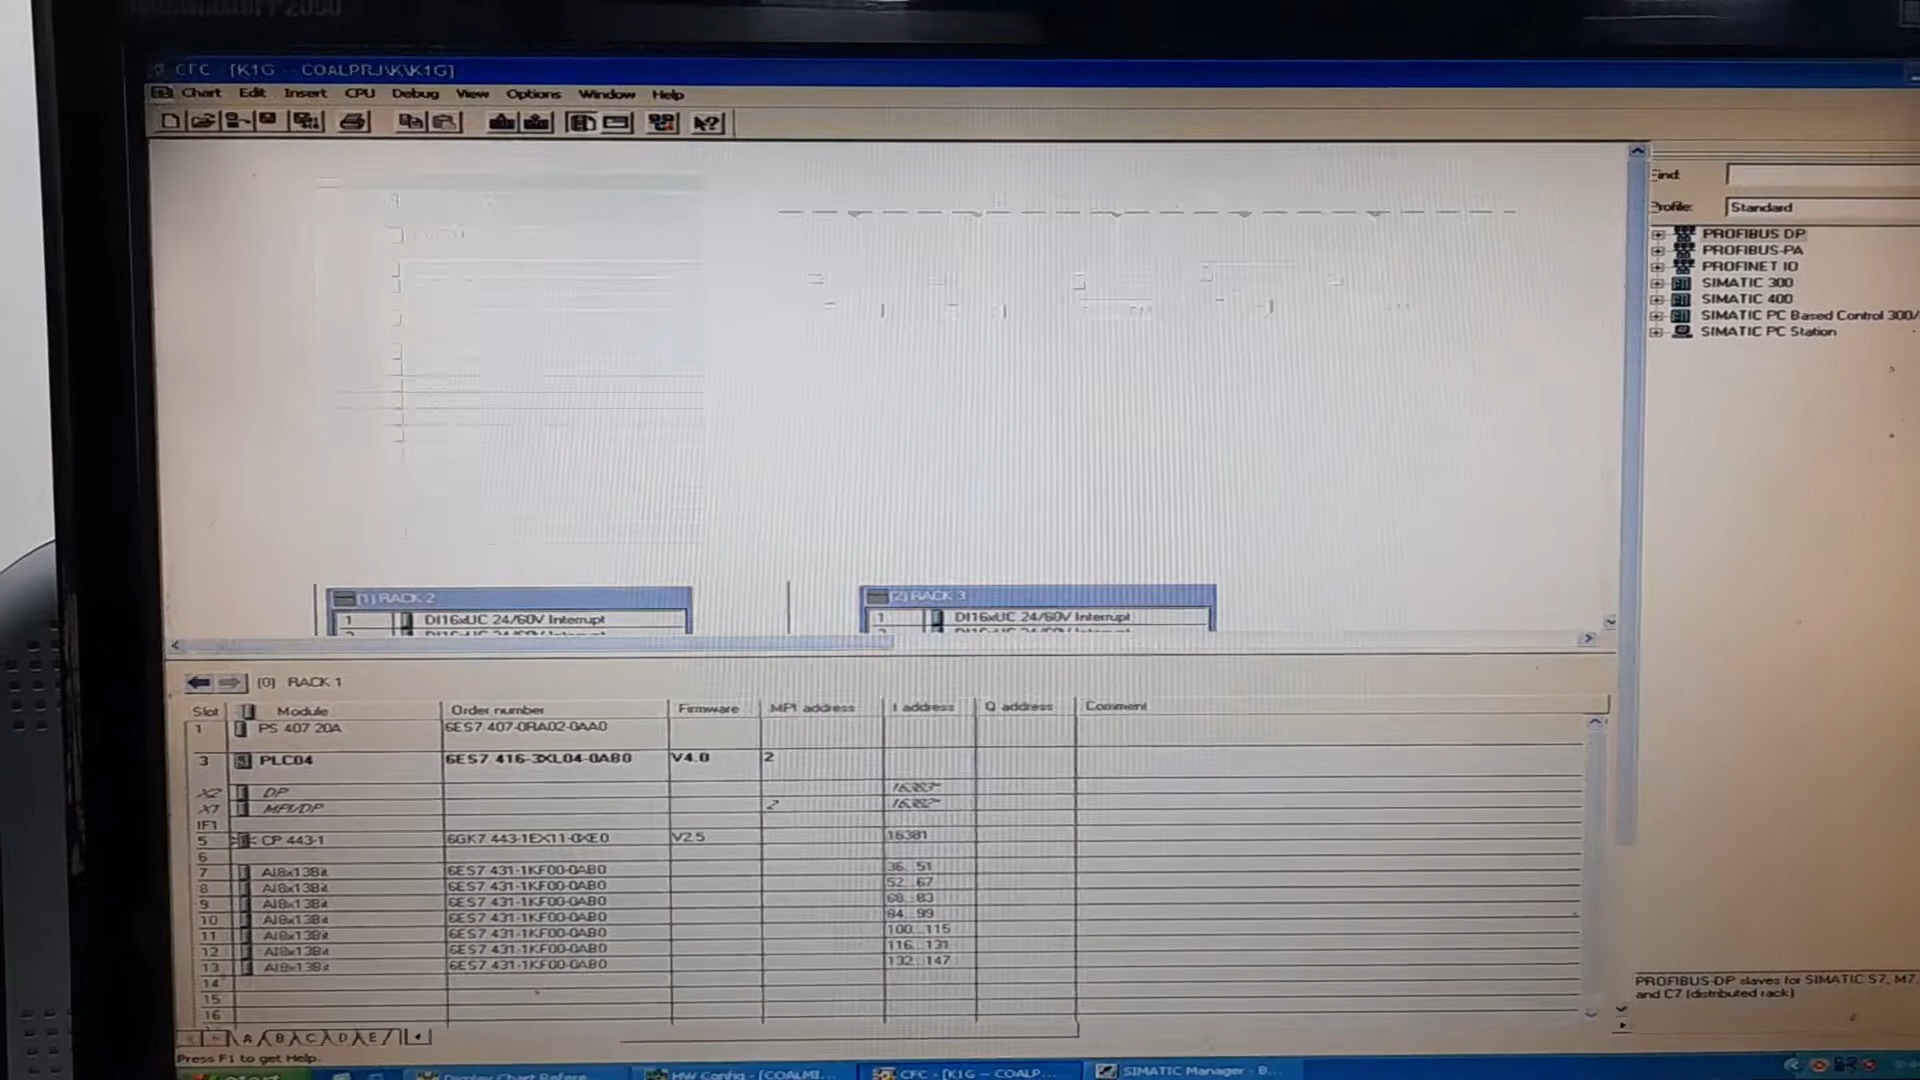 CFC - [K1G -- COALPRJ\K\K1G]
Chart Edit Insert CPU Debug View Options Window Help
Find:
Profile: Standard
PROFIBUS DP
PROFIBUS-PA
PROFINET IO
SIMATIC 300
SIMATIC 400
SIMATIC PC Based Control 300/
SIMATIC PC Station
(1) RACK 2
1 DI16xUC 24/60V Interrupt
(2) RACK 3
1 DI16xUC 24/60V Interrupt
(0) RACK 1
Slot Module Order number Firmware MPI address I address Q address Comment
1 PS 407 20A 6ES7 407-0RA02-0AA0
3 PLC04 6ES7 416-3XL04-0AB0 V4.0 2
X2 DP 16383*
X1 MPI/DP 2 16382*
IF1
5 CP 443-1 6GK7 443-1EX11-0XE0 V2.5 16381
6
7 AI8x13Bit 6ES7 431-1KF00-0AB0 36...51
8 AI8x13Bit 6ES7 431-1KF00-0AB0 52...67
9 AI8x13Bit 6ES7 431-1KF00-0AB0 68...83
10 AI8x13Bit 6ES7 431-1KF00-0AB0 84...99
11 AI8x13Bit 6ES7 431-1KF00-0AB0 100...115
12 AI8x13Bit 6ES7 431-1KF00-0AB0 116...131
13 AI8x13Bit 6ES7 431-1KF00-0AB0 132...147
14
15
16
PROFIBUS-DP slaves for SIMATIC S7, M7,
and C7 (distributed rack)
A B C D E
Press F1 to get Help.
start Display Chart Refere... HW Config - [COALMI... CFC - [K1G -- COALP... SIMATIC Manager - B...